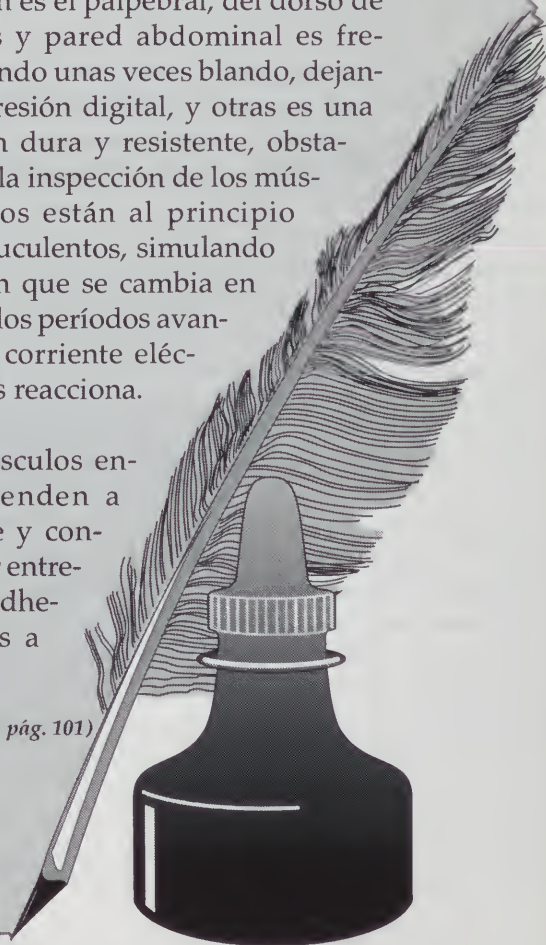 es el palpebral, del dorso de
y pared abdominal es fre-
ndo unas veces blando, dejan-
resión digital, y otras es una
dura y resistente, obsta-
la inspección de los mús-
os están al principio
uculentos, simulando
que se cambia en
los períodos avan-
corriente eléc-
s reacciona.
sculos en-
enden a
e y con-
entre-
dhe-
s a
pág. 101)